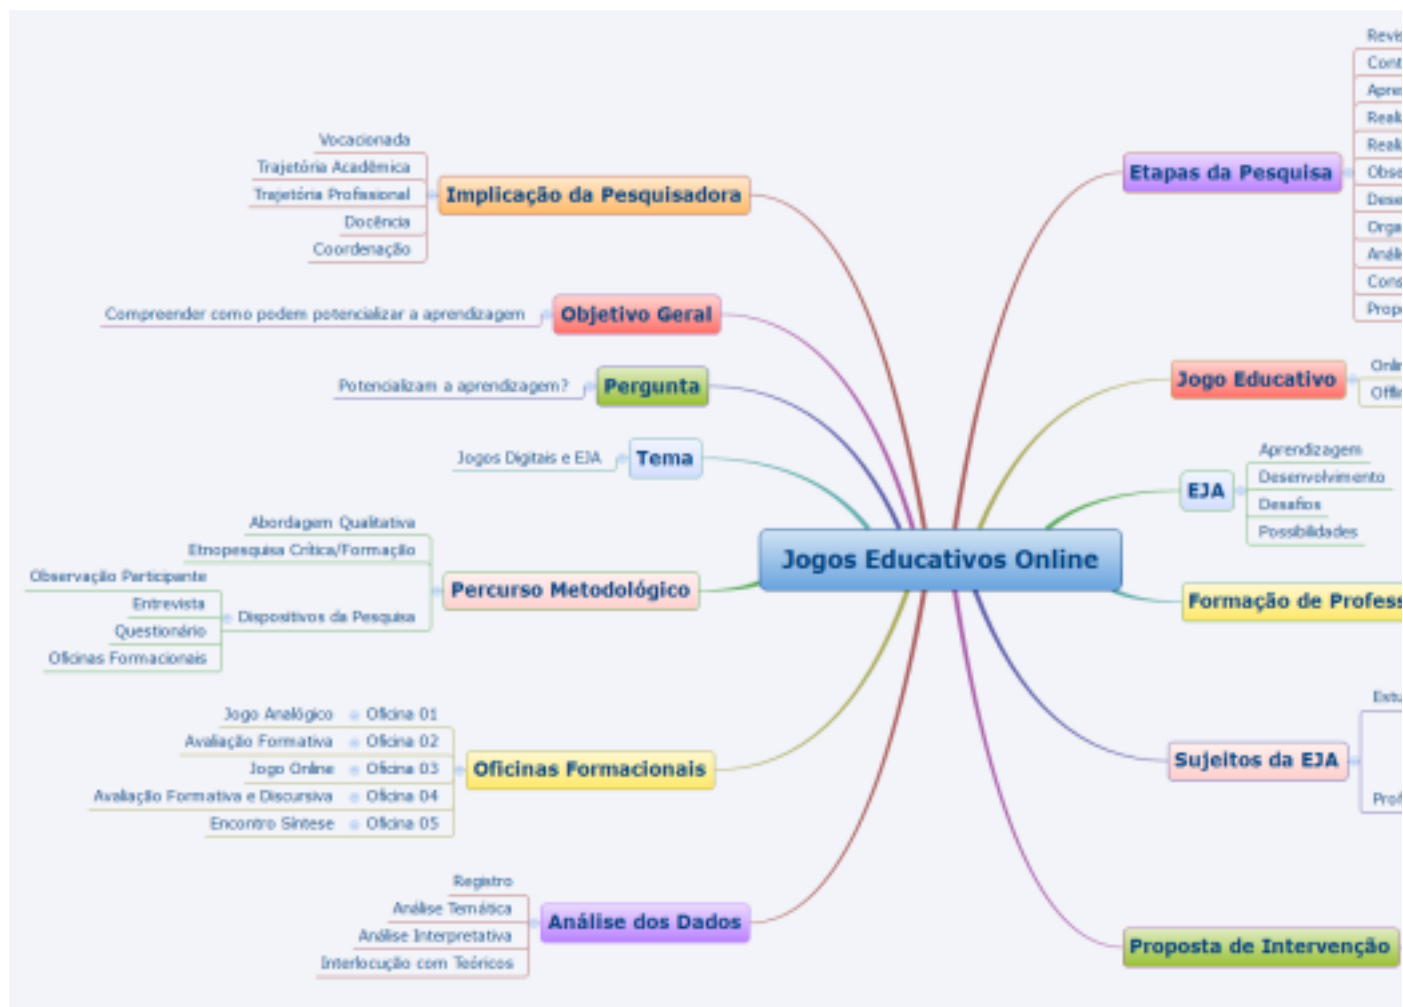 Vocacionada
Trajetória Acadêmica
Trajetória Profissional
Docência
Coordenação
Implicação da Pesquisadora
Compreender como podem potencializar a aprendizagem
Objetivo Geral
Potencializam a aprendizagem?
Pergunta
Jogos Digitais e EJA
Tema
Abordagem Qualitativa
Etnopesquisa Crítica/Formação
Observação Participante
Entrevista
Questionário
Oficinas Formacionais
Dispositivos da Pesquisa
Percurso Metodológico
Jogo Analógico Oficina 01
Avaliação Formativa Oficina 02
Jogo Online Oficina 03
Avaliação Formativa e Discursiva Oficina 04
Encontro Síntese Oficina 05
Oficinas Formacionais
Registro
Análise Temática
Análise Interpretativa
Interlocução com Teóricos
Análise dos Dados
Jogos Educativos Online
Etapas da Pesquisa
Jogo Educativo
EJA
Aprendizagem
Desenvolvimento
Desafios
Possibilidades
Formação de
Sujeitos da EJA
Proposta de Intervenção